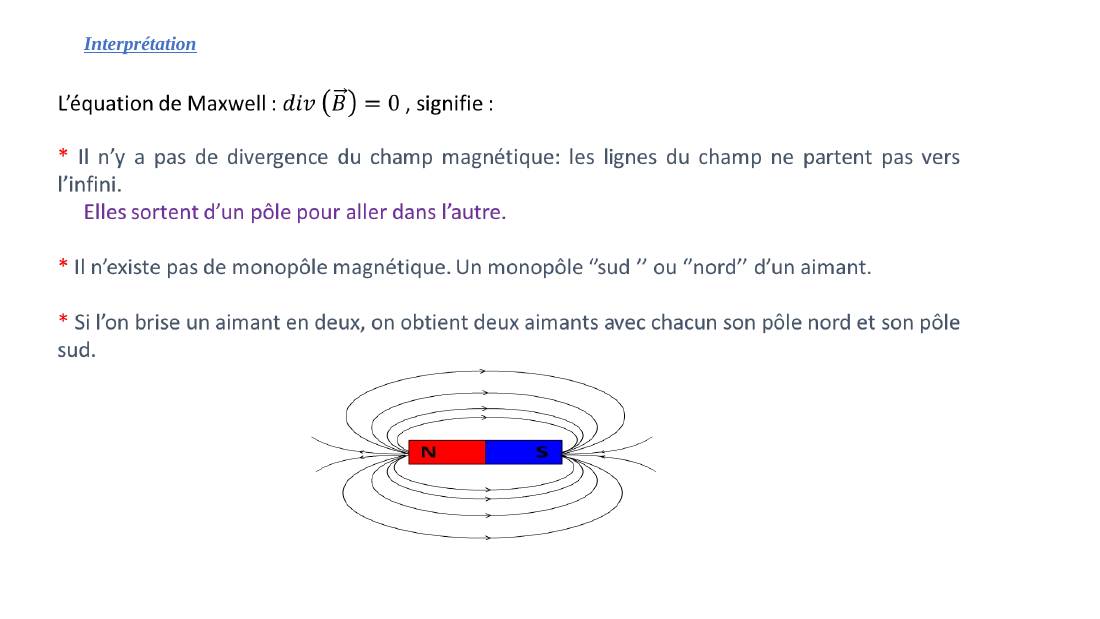 Interprétation
L’équation de Maxwell : 𝑑𝑖𝑣 (B⃗) = 0 , signifie :
* Il n’y a pas de divergence du champ magnétique: les lignes du champ ne partent pas vers
l’infini.
Elles sortent d’un pôle pour aller dans l’autre.
* Il n’existe pas de monopôle magnétique. Un monopôle ‘’sud ’’ ou ‘’nord’’ d’un aimant.
* Si l’on brise un aimant en deux, on obtient deux aimants avec chacun son pôle nord et son pôle
sud.
N S